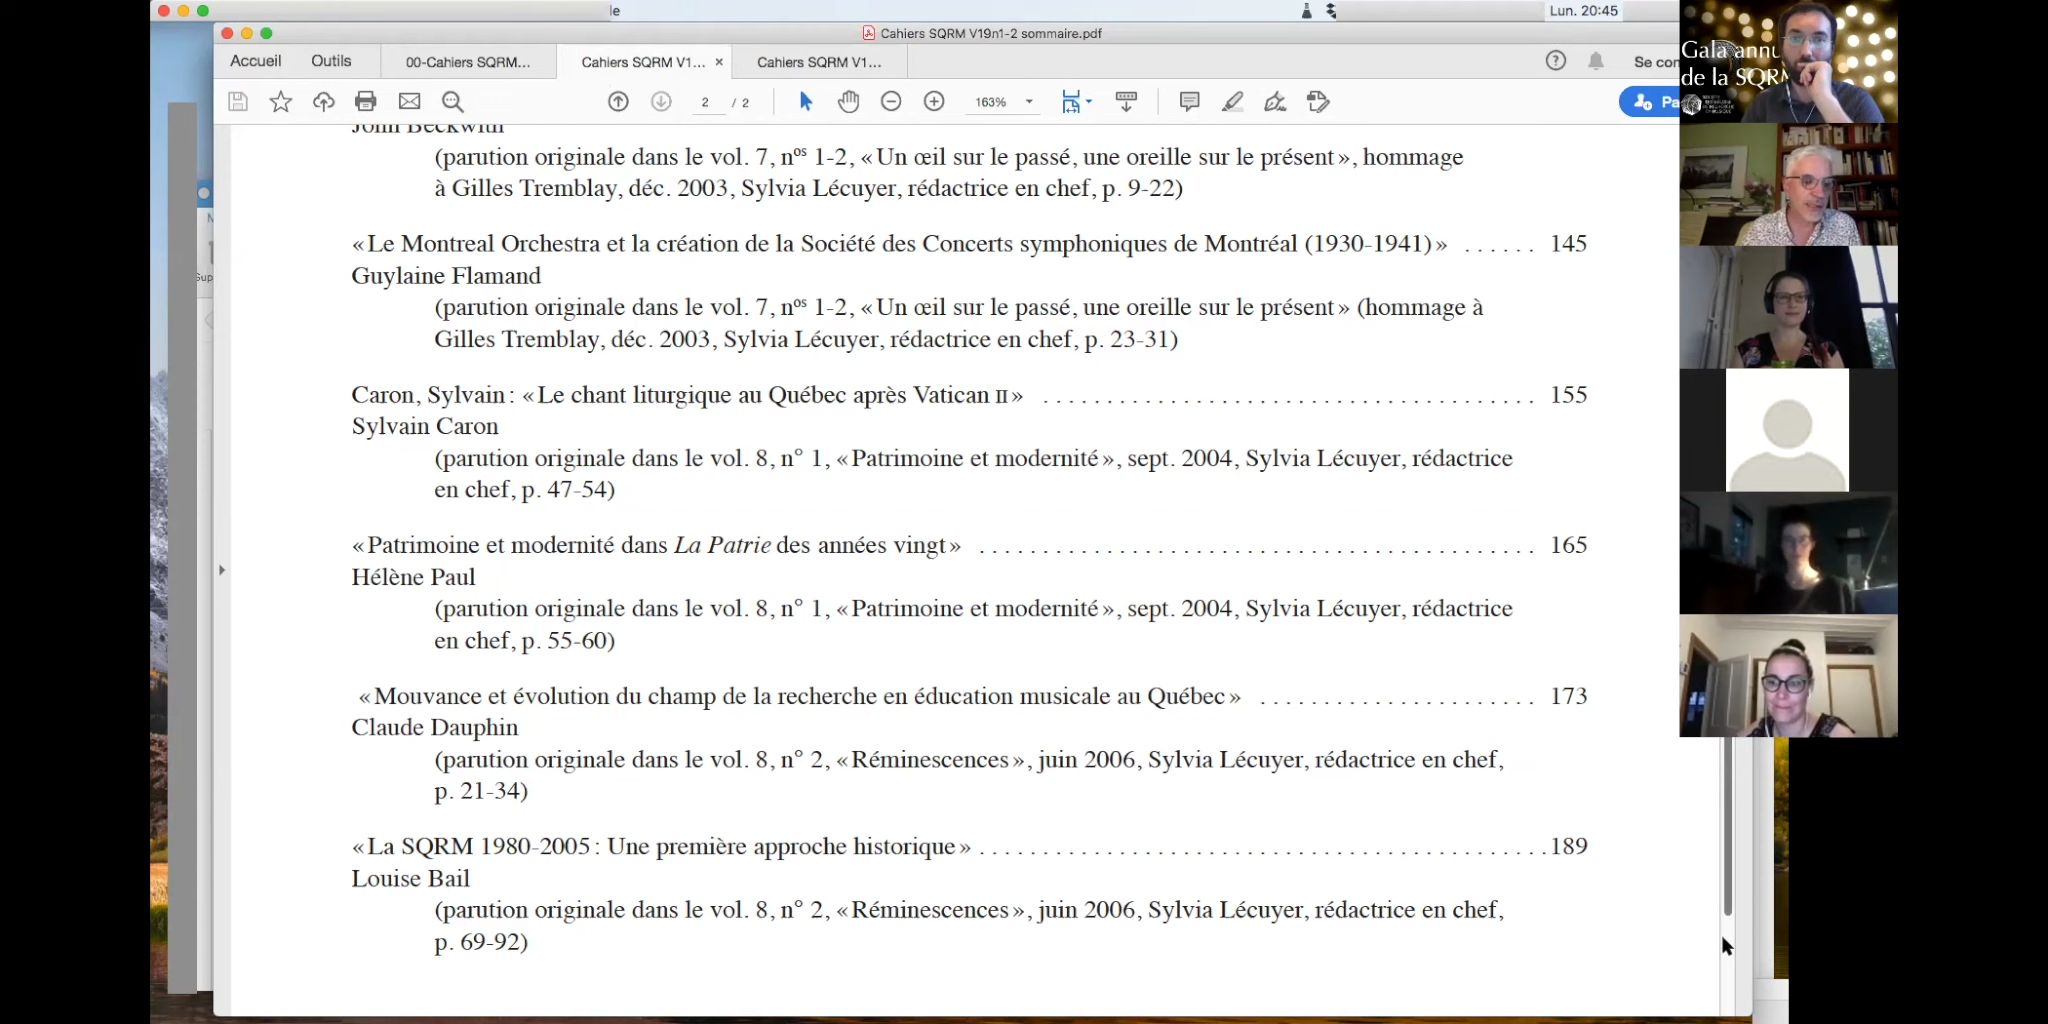 le
Lun. 20:45
Cahiers SQRM V19n1-2 sommaire.pdf
Accueil Outils 00-Cahiers SQRM... Cahiers SQRM V1... × Cahiers SQRM V1...
2 / 2 163%
Gala
de la SQRM
John Beckwith
(parution originale dans le vol. 7, nos 1-2, « Un œil sur le passé, une oreille sur le présent », hommage
à Gilles Tremblay, déc. 2003, Sylvia Lécuyer, rédactrice en chef, p. 9-22)
« Le Montreal Orchestra et la création de la Société des Concerts symphoniques de Montréal (1930-1941) » ...... 145
Guylaine Flamand
(parution originale dans le vol. 7, nos 1-2, « Un œil sur le passé, une oreille sur le présent » (hommage à
Gilles Tremblay, déc. 2003, Sylvia Lécuyer, rédactrice en chef, p. 23-31)
Caron, Sylvain : « Le chant liturgique au Québec après Vatican II » ........................................ 155
Sylvain Caron
(parution originale dans le vol. 8, n° 1, « Patrimoine et modernité », sept. 2004, Sylvia Lécuyer, rédactrice
en chef, p. 47-54)
« Patrimoine et modernité dans La Patrie des années vingt » ............................................. 165
Hélène Paul
(parution originale dans le vol. 8, n° 1, « Patrimoine et modernité », sept. 2004, Sylvia Lécuyer, rédactrice
en chef, p. 55-60)
« Mouvance et évolution du champ de la recherche en éducation musicale au Québec » ...................... 173
Claude Dauphin
(parution originale dans le vol. 8, n° 2, « Réminescences », juin 2006, Sylvia Lécuyer, rédactrice en chef,
p. 21-34)
« La SQRM 1980-2005 : Une première approche historique » ............................................. 189
Louise Bail
(parution originale dans le vol. 8, n° 2, « Réminescences », juin 2006, Sylvia Lécuyer, rédactrice en chef,
p. 69-92)